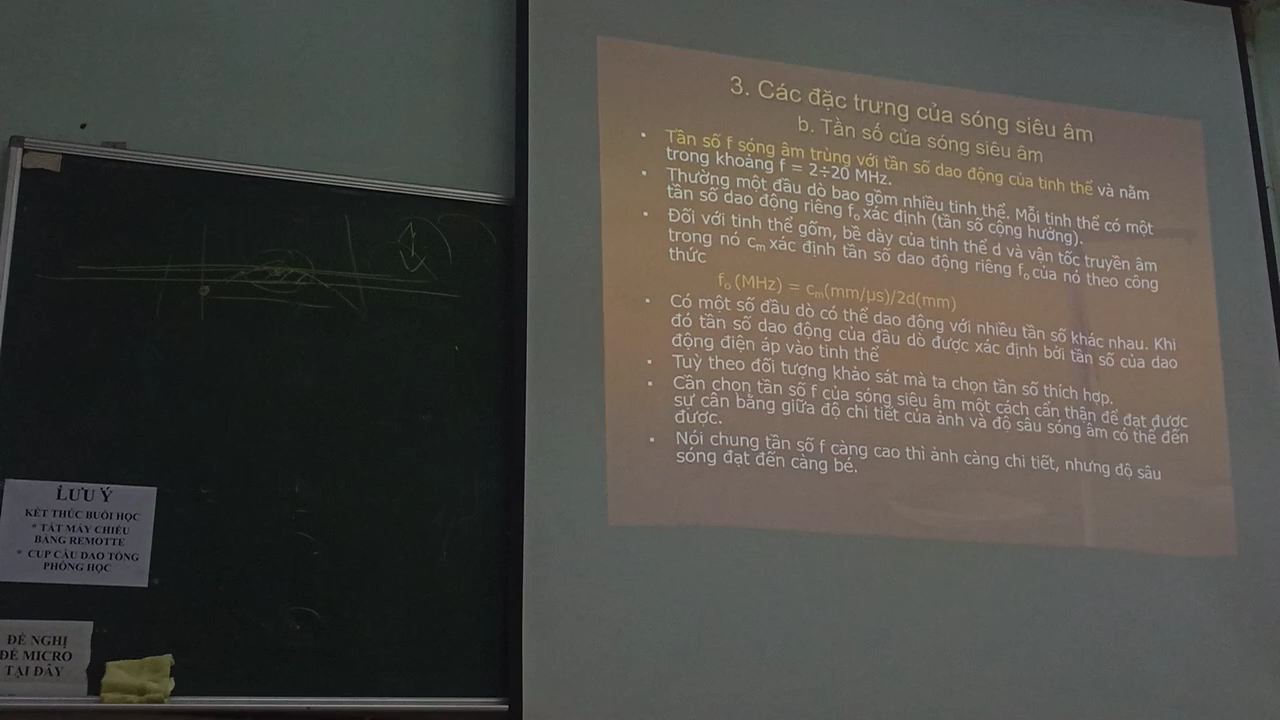 3. Các đặc trưng của sóng siêu âm
b. Tần số của sóng siêu âm
• Tần số f sóng âm trùng với tần số dao động của tinh thể và nằm
trong khoảng f = 2÷20 MHz.
• Thường một đầu dò bao gồm nhiều tinh thể. Mỗi tinh thể có một
tần số dao động riêng fₒ xác định (tần số cộng hưởng).
• Đối với tinh thể gốm, bề dày của tinh thể d và vận tốc truyền âm
trong nó cₘ xác định tần số dao động riêng fₒ của nó theo công
thức
fₒ (MHz) = cₘ(mm/μs)/2d(mm)
• Có một số đầu dò có thể dao động với nhiều tần số khác nhau. Khi
đó tần số dao động của đầu dò được xác định bởi tần số của dao
động điện áp vào tinh thể
• Tuỳ theo đối tượng khảo sát mà ta chọn tần số thích hợp.
• Cần chọn tần số f của sóng siêu âm một cách cẩn thận để đạt được
sự cân bằng giữa độ chi tiết của ảnh và độ sâu sóng âm có thể đến
được.
• Nói chung tần số f càng cao thì ảnh càng chi tiết, nhưng độ sâu
sóng đạt đến càng bé.
LƯU Ý
KẾT THÚC BUỔI HỌC
* TẮT MÁY CHIẾU
BẰNG REMOTTE
* CUP CẦU DAO TỔNG
PHÒNG HỌC
ĐỀ NGHỊ
ĐỂ MICRO
TẠI ĐÂY